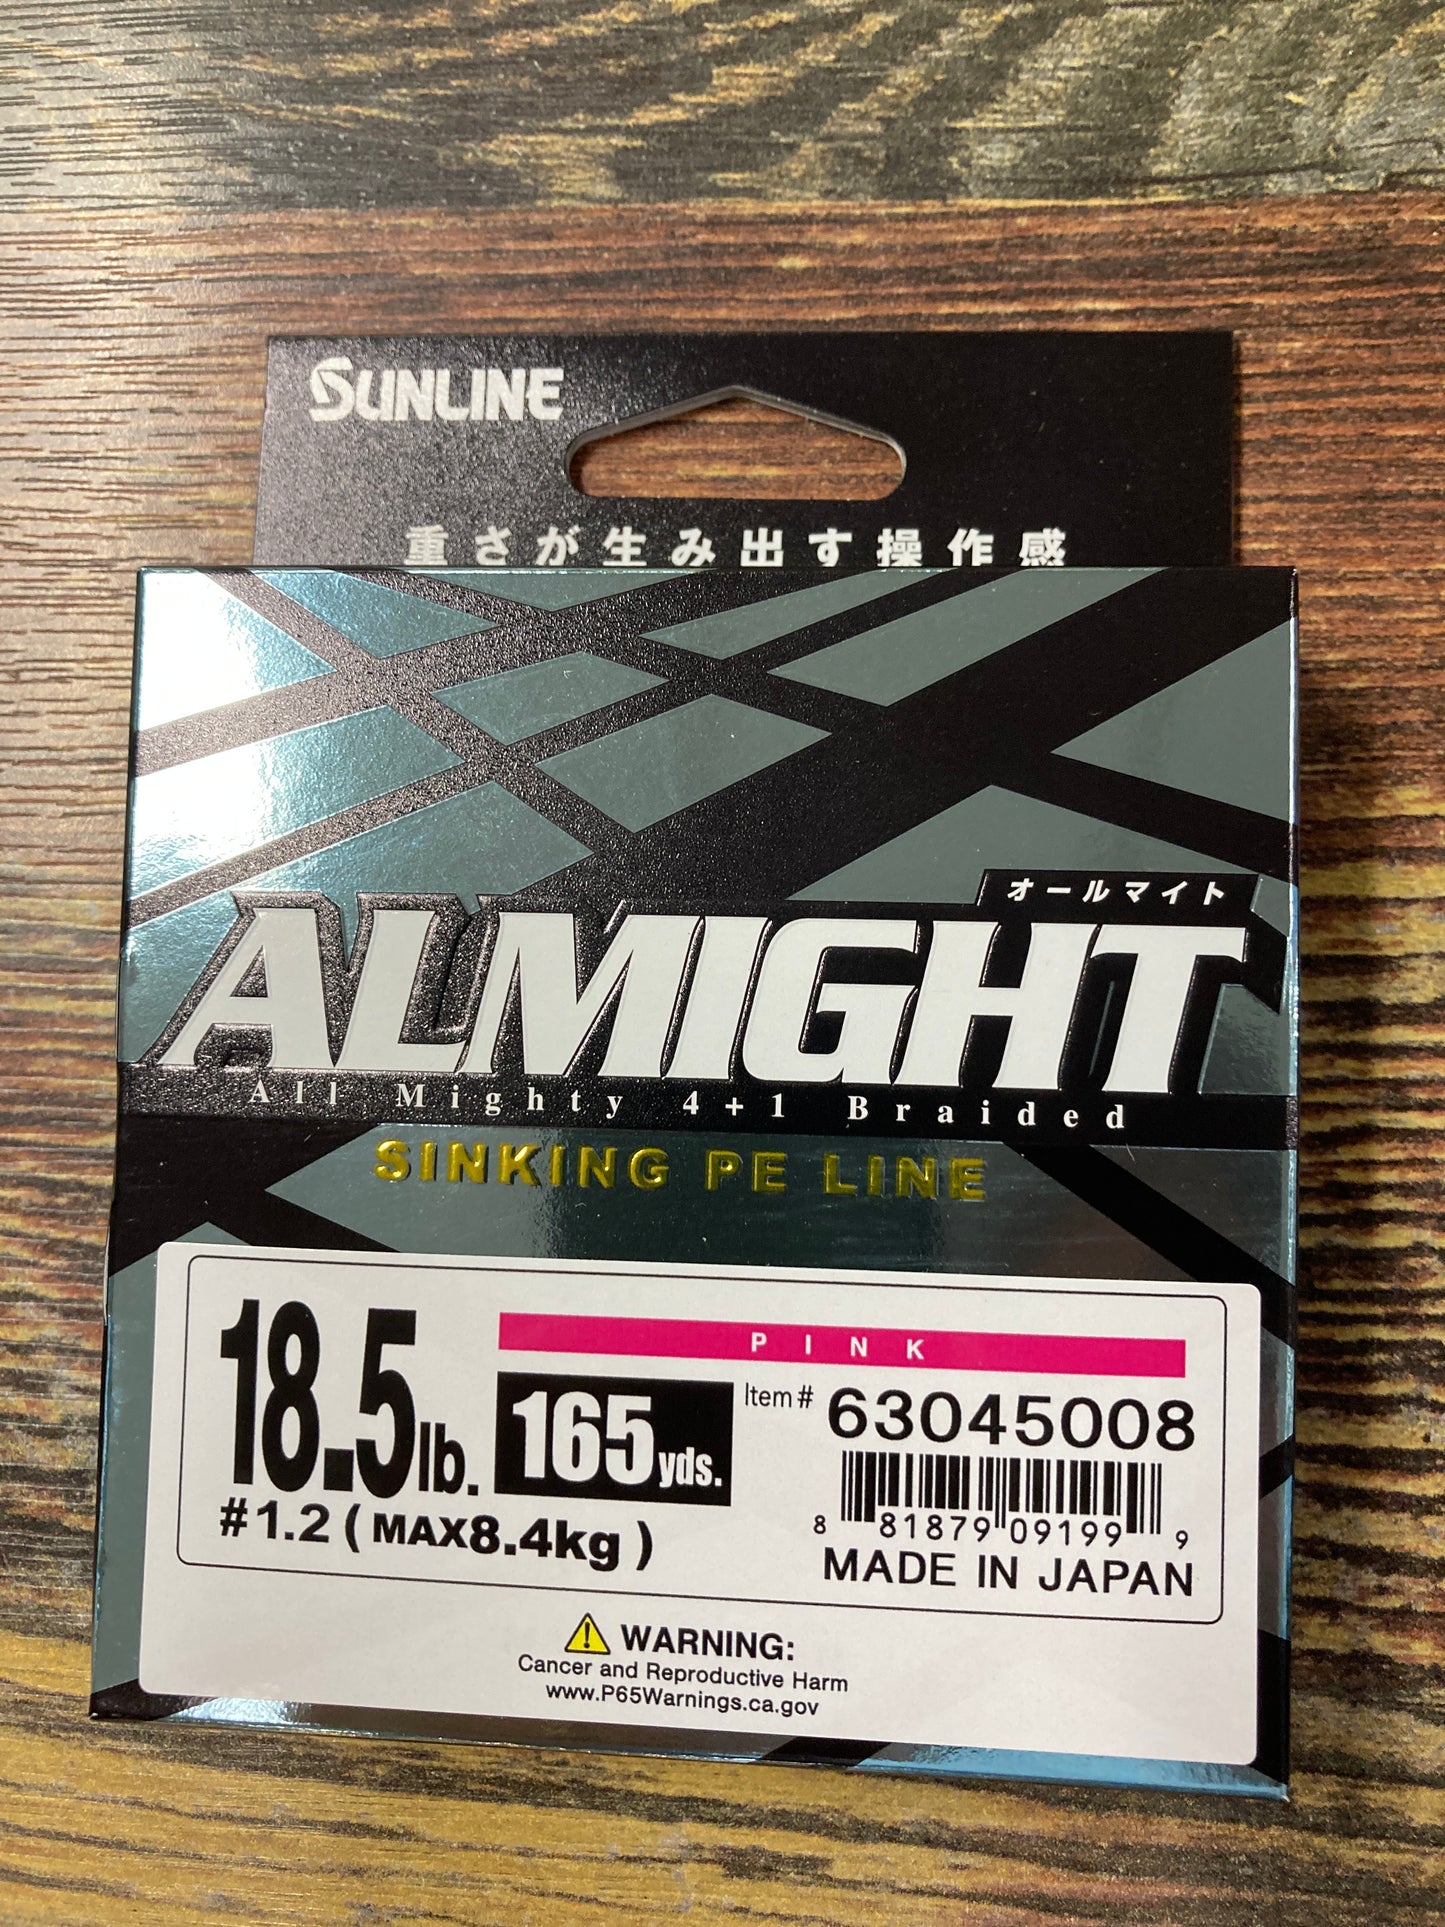 SUNLINE
重さが生み出す操作感
オールマイト
ALMIGHT
All Mighty 4+1 Braided
SINKING PE LINE
PINK
18.5lb. 165yds. Item# 63045008
#1.2 (MAX8.4kg)
8 81879 09199 9
MADE IN JAPAN
WARNING:
Cancer and Reproductive Harm
www.P65Warnings.ca.gov